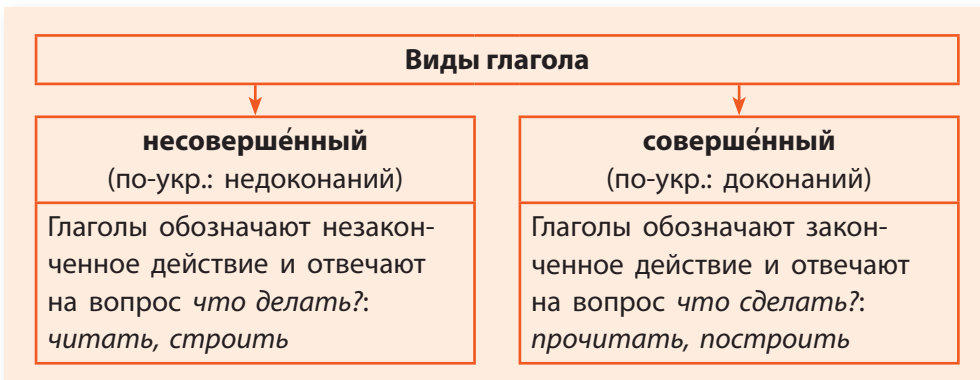 Виды глагола
несоверше́нный
(по-укр.: недоконаний)
Глаголы обозначают незакон-
ченное действие и отвечают
на вопрос что делать?:
читать, строить
соверше́нный
(по-укр.: доконаний)
Глаголы обозначают закон-
ченное действие и отвечают
на вопрос что сделать?:
прочитать, построить